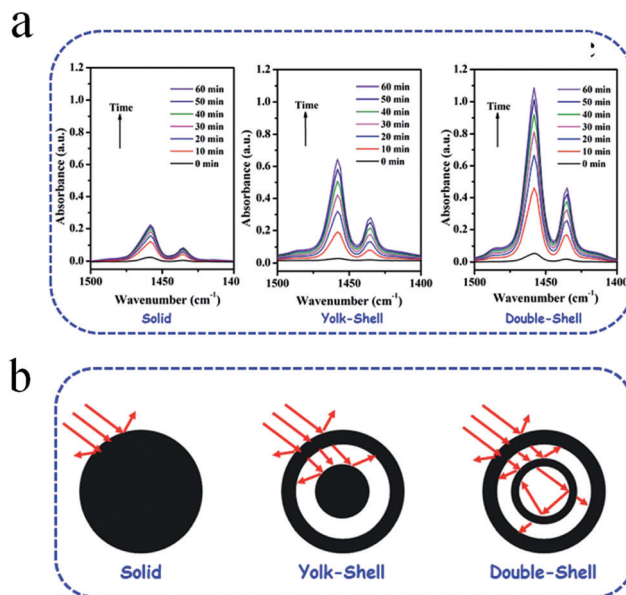 a
1.2
1.0
0.8
0.6
0.4
0.2
0.0
Absorbance (a.u.)
Time
60 min
50 min
40 min
30 min
20 min
10 min
0 min
1500
1450
140
Wavenumber (cm⁻¹)
Solid
1.2
1.0
0.8
0.6
0.4
0.2
0.0
Absorbance (a.u.)
Time
60 min
50 min
40 min
30 min
20 min
10 min
0 min
1500
1450
1400
Wavenumber (cm⁻¹)
Yolk-Shell
1.2
1.0
0.8
0.6
0.4
0.2
0.0
Absorbance (a.u.)
Time
60 min
50 min
40 min
30 min
20 min
10 min
0 min
1500
1450
1400
Wavenumber (cm⁻¹)
Double-Shell
b
Solid
Yolk-Shell
Double-Shell